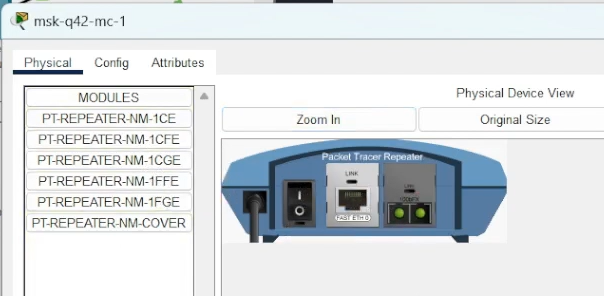 msk-q42-mc-1
Physical Config Attributes
MODULES
PT-REPEATER-NM-1CE
PT-REPEATER-NM-1CFE
PT-REPEATER-NM-1CGE
PT-REPEATER-NM-1FFE
PT-REPEATER-NM-1FGE
PT-REPEATER-NM-COVER
Physical Device View
Zoom In Original Size
Packet Tracer Repeater
LINK
FAST ETH 0
LINK
100bFX